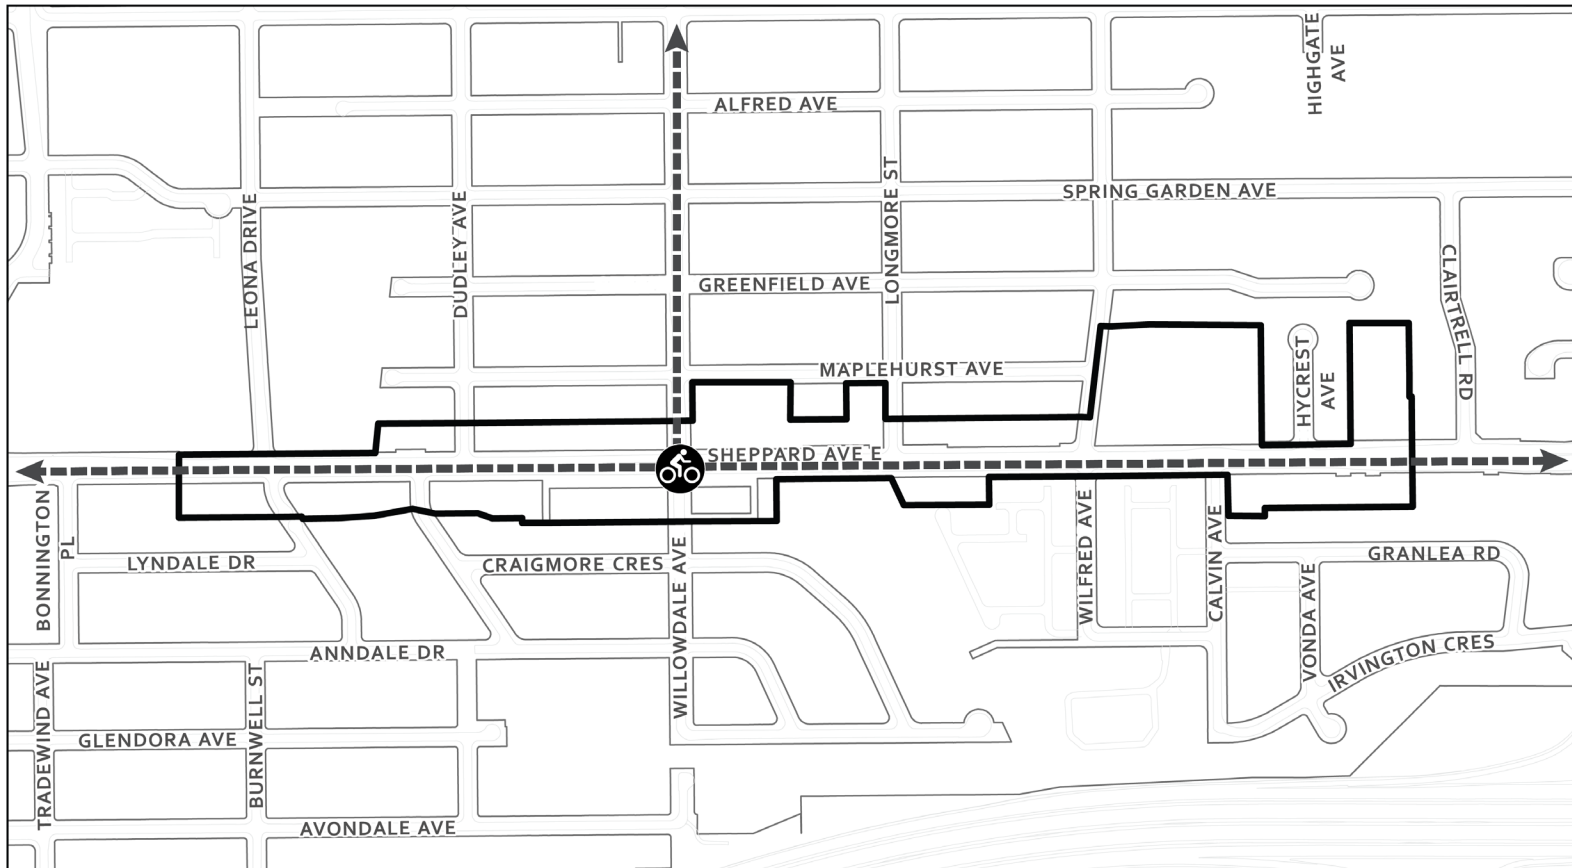 HIGHGATE
AVE
ALFRED AVE
SPRING GARDEN AVE
LONGMORE ST
LEONA DRIVE
DUDLEY AVE
GREENFIELD AVE
CLAIRTRELL RD
MAPLEHURST AVE
HYCREST
AVE
SHEPPARD AVE E
BONNINGTON
PL
LYNDALE DR
CRAIGMORE CRES
WILLOWDALE AVE
WILFRED AVE
CALVIN AVE
GRANLEA RD
VONDA AVE
IRVINGTON CRES
ANNDALE DR
TRADEWIND AVE
BURNWELL ST
GLENDORA AVE
AVONDALE AVE